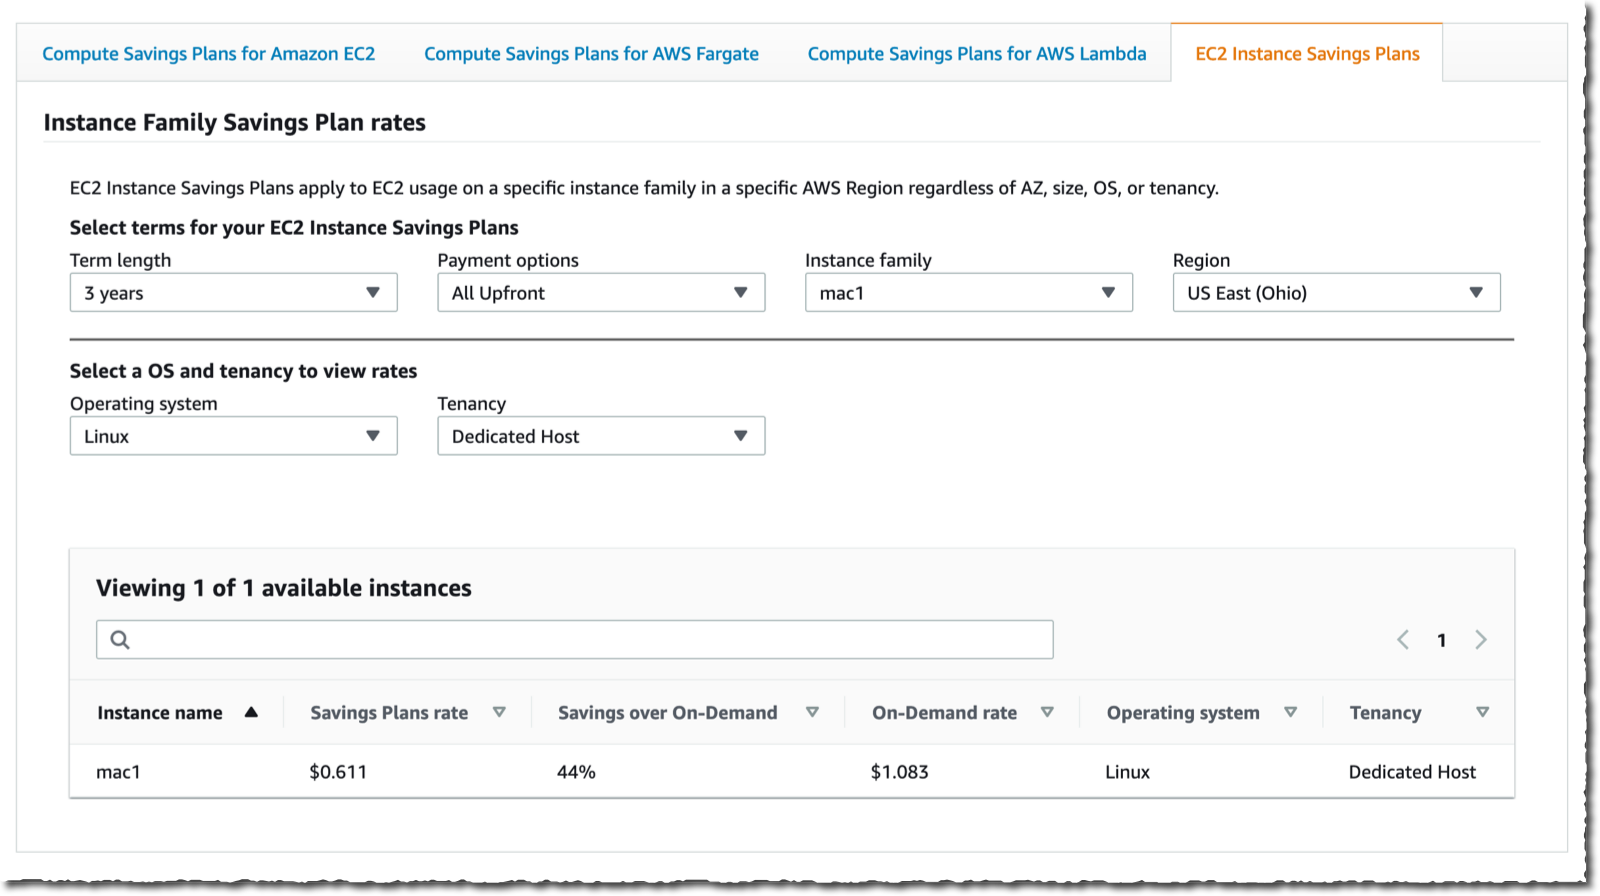 Compute Savings Plans for Amazon EC2 Compute Savings Plans for AWS Fargate Compute Savings Plans for AWS Lambda EC2 Instance Savings Plans
Instance Family Savings Plan rates
EC2 Instance Savings Plans apply to EC2 usage on a specific instance family in a specific AWS Region regardless of AZ, size, OS, or tenancy.
Select terms for your EC2 Instance Savings Plans
Term length Payment options Instance family Region
3 years All Upfront mac1 US East (Ohio)
Select a OS and tenancy to view rates
Operating system Tenancy
Linux Dedicated Host
Viewing 1 of 1 available instances
1
Instance name Savings Plans rate Savings over On-Demand On-Demand rate Operating system Tenancy
mac1 $0.611 44% $1.083 Linux Dedicated Host